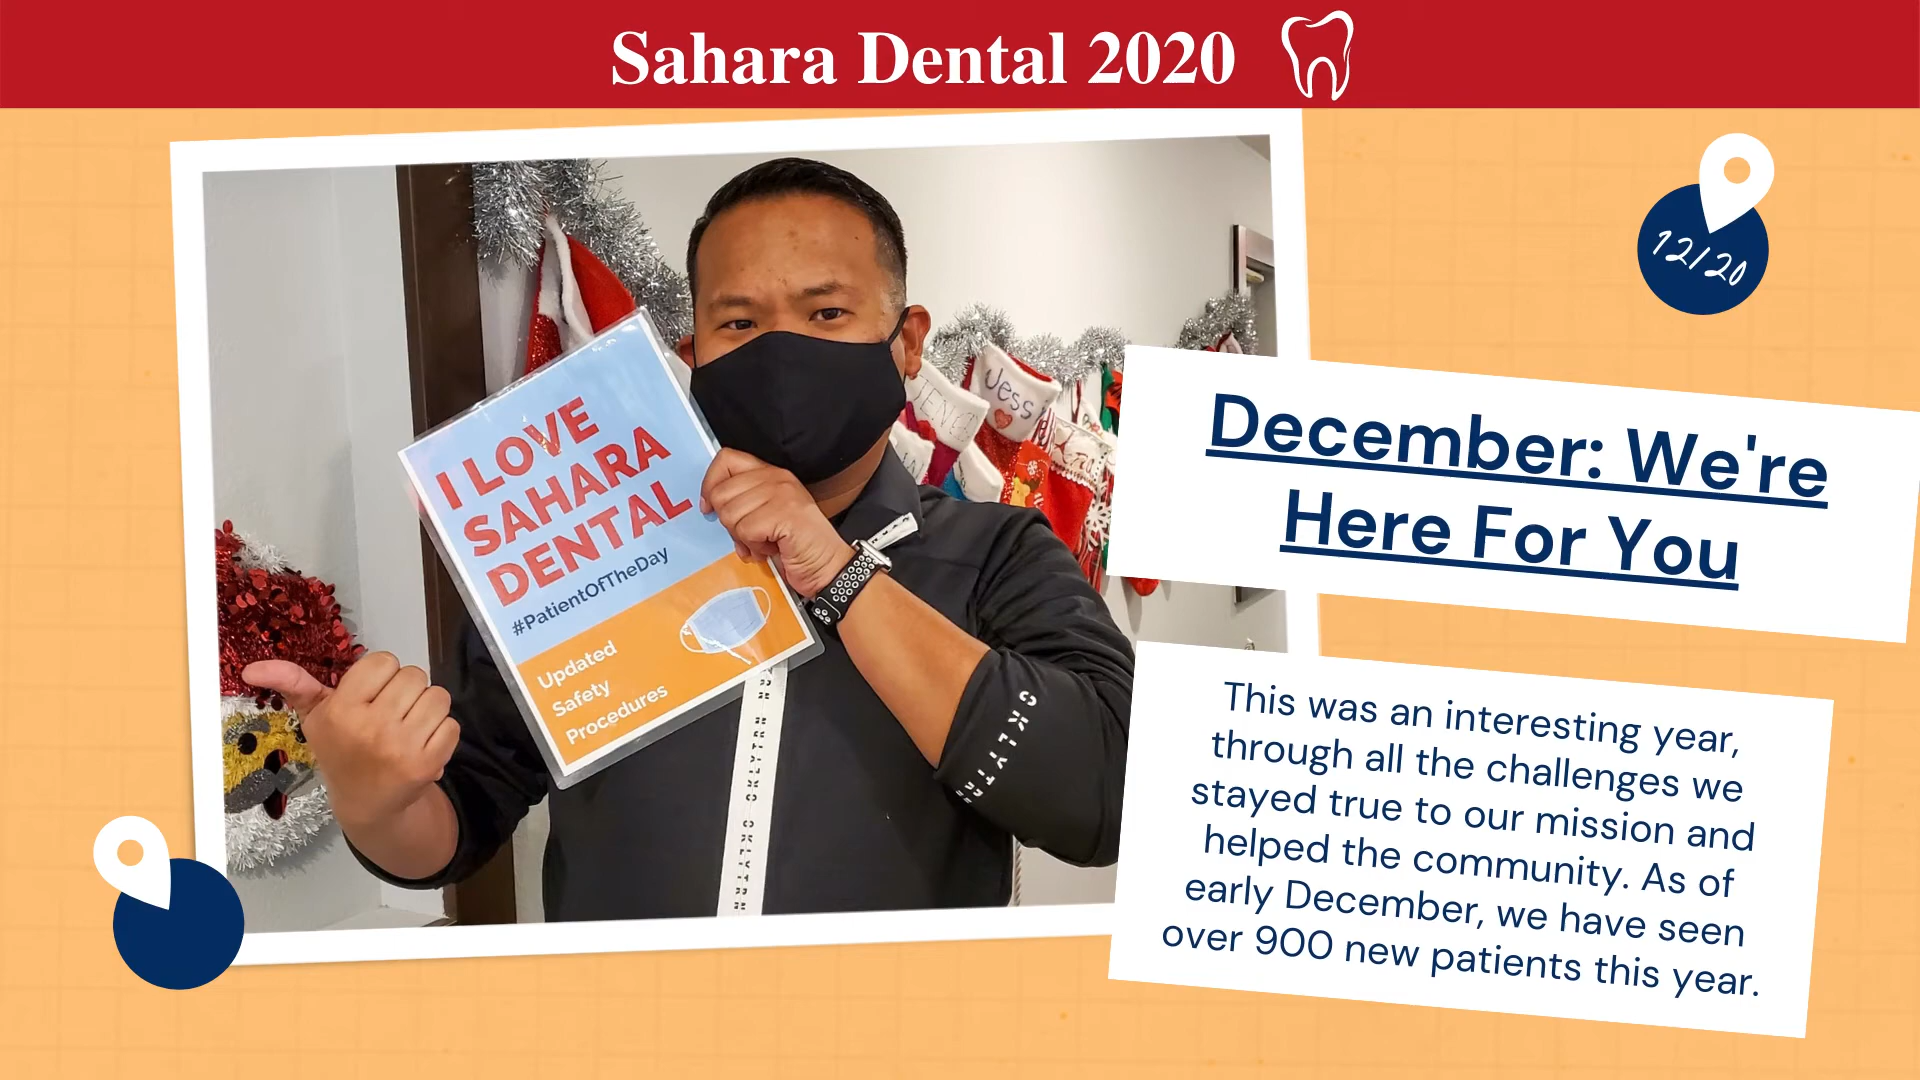 Sahara Dental 2020
12/20
I LOVE
SAHARA
DENTAL
#PatientOfTheDay
Updated
Safety
Procedures
Jess
December: We're
Here For You
This was an interesting year,
through all the challenges we
stayed true to our mission and
helped the community. As of
early December, we have seen
over 900 new patients this year.